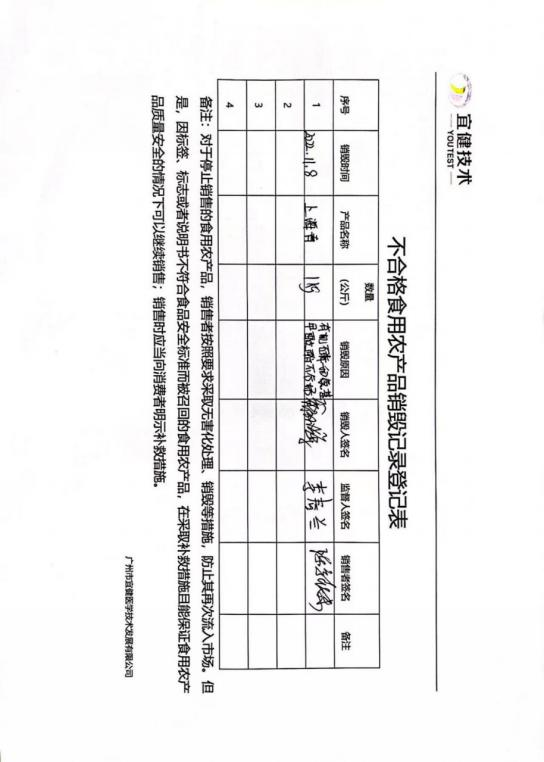 宜健技术
— YOUTEST —
不合格食用农产品销毁记录登记表
序号 销毁时间 产品名称 数量(公斤) 销毁原因 销毁人签名 监督人签名 销售者签名 备注
1 2022.11.8 上海青 1kg
2
3
4
备注：对于停止销售的食用农产品，销售者按照要求采取无害化处理、销毁等措施，防止其再次流入市场。但
是，因标签、标志或者说明书不符合食品安全标准而被召回的食用农产品，在采取补救措施且能保证食用农产
品质量安全的情况下可以继续销售；销售时应当向消费者明示补救措施。
广州市宜健医学技术发展有限公司